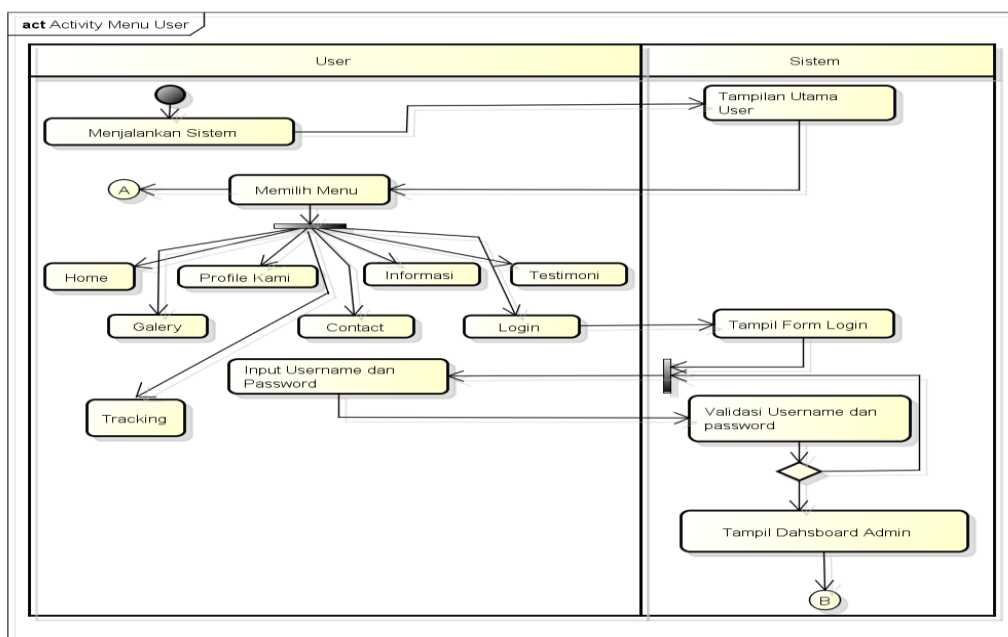 act Activity Menu User
User
Sistem
Tampilan Utama
User
Menjalankan Sistem
A
Memilih Menu
Home
Profile Kami
Informasi
Testimoni
Galery
Contact
Login
Tampil Form Login
Input Username dan
Password
Tracking
Validasi Username dan
password
Tampil Dahsboard Admin
B